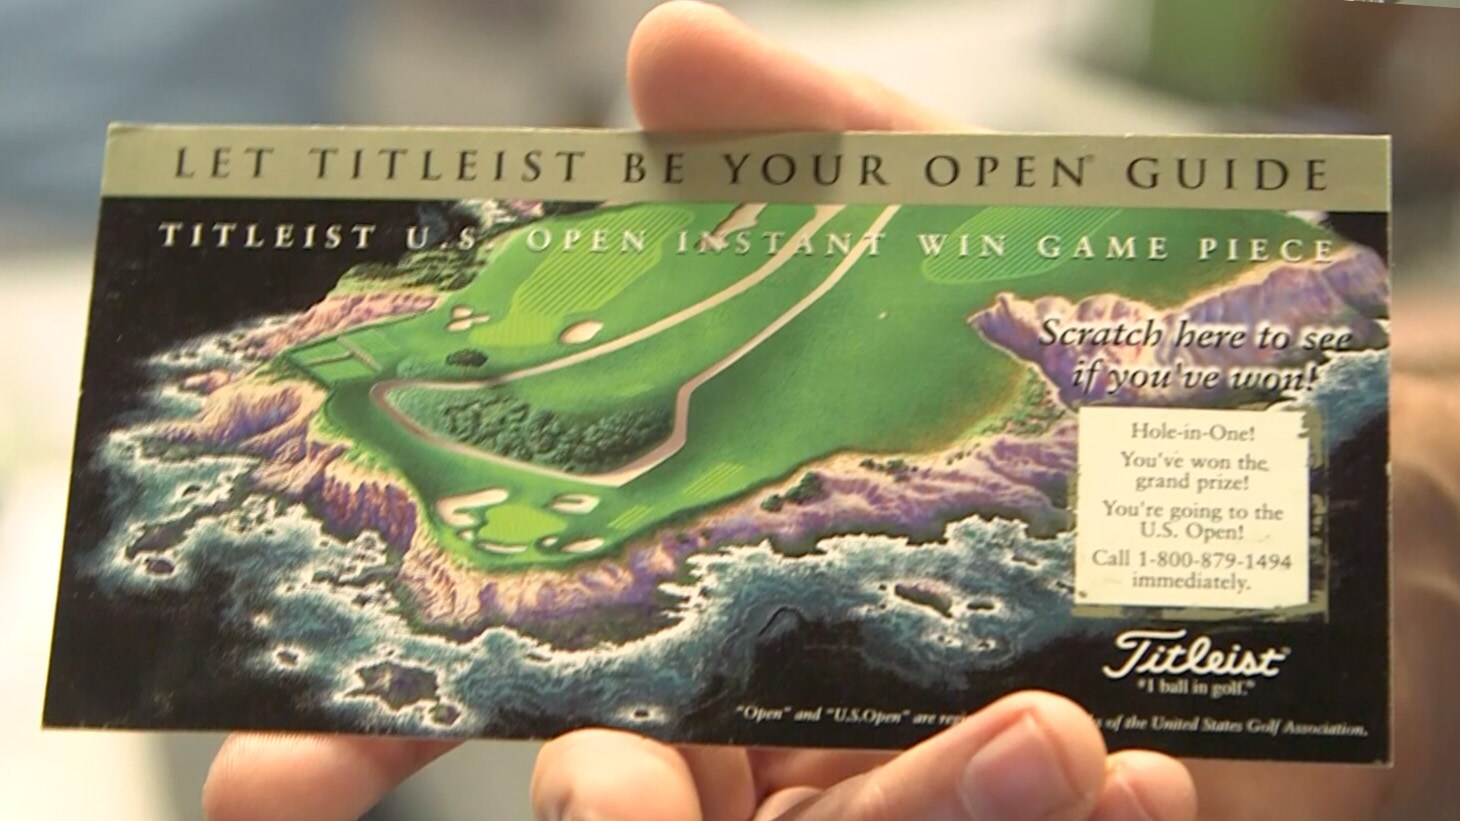 LET TITLEIST BE YOUR OPEN® GUIDE
TITLEIST U.S. OPEN INSTANT WIN GAME PIECE
Scratch here to see
if you've won!
Hole-in-One!
You've won the
grand prize!
You're going to the
U.S. Open!
Call 1-800-879-1494
immediately.
Titleist
#1 ball in golf.™
"Open" and "U.S.Open" are of the United States Golf Association.